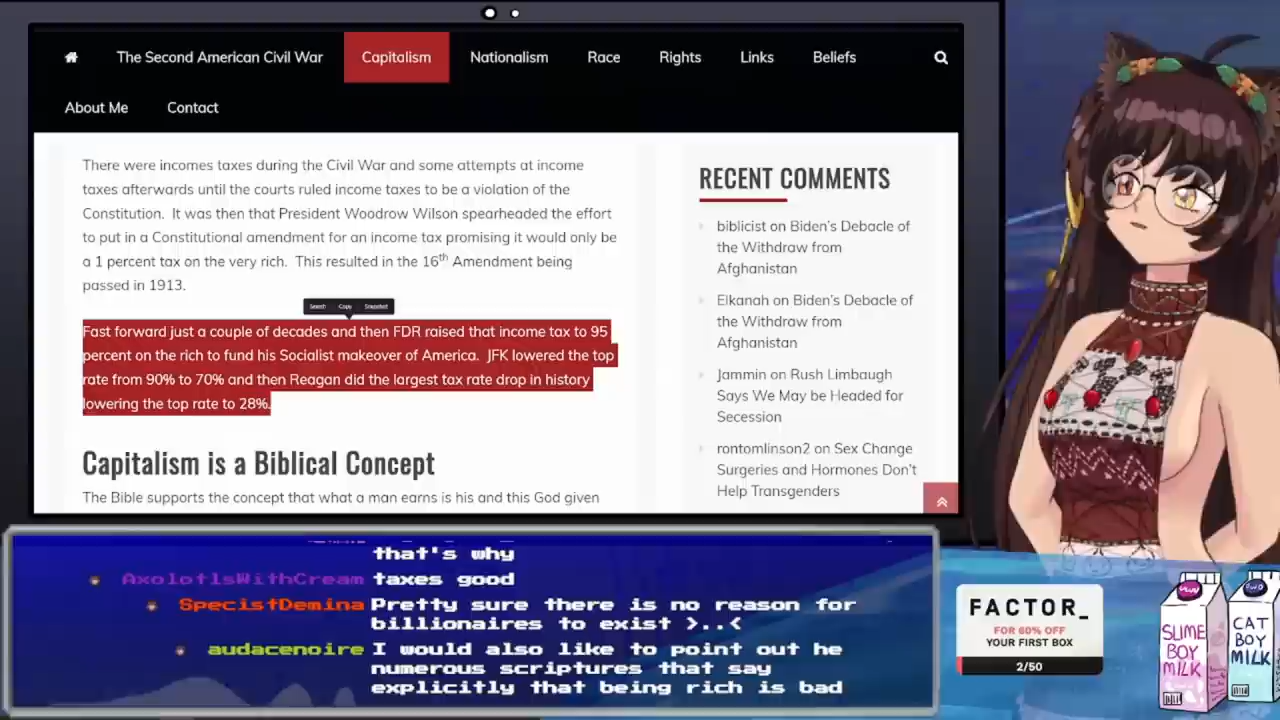 The Second American Civil War
Capitalism
Nationalism
Race
Rights
Links
Beliefs
About Me
Contact
There were incomes taxes during the Civil War and some attempts at income
taxes afterwards until the courts ruled income taxes to be a violation of the
Constitution.  It was then that President Woodrow Wilson spearheaded the effort
to put in a Constitutional amendment for an income tax promising it would only be
a 1 percent tax on the very rich.  This resulted in the 16th Amendment being
passed in 1913.
Search Copy Snapshot
Fast forward just a couple of decades and then FDR raised that income tax to 95
percent on the rich to fund his Socialist makeover of America.  JFK lowered the top
rate from 90% to 70% and then Reagan did the largest tax rate drop in history
lowering the top rate to 28%.
Capitalism is a Biblical Concept
The Bible supports the concept that what a man earns is his and this God given
RECENT COMMENTS
biblicist on Biden's Debacle of
the Withdraw from
Afghanistan
Elkanah on Biden's Debacle of
the Withdraw from
Afghanistan
Jammin on Rush Limbaugh
Says We May be Headed for
Secession
rontomlinson2 on Sex Change
Surgeries and Hormones Don't
Help Transgenders
that's why
AxolotlsWithCream taxes good
SpecistDemina Pretty sure there is no reason for
billionaires to exist >..<
audacenoire I would also like to point out he
numerous scriptures that say
explicitly that being rich is bad
FACTOR_
FOR 60% OFF
YOUR FIRST BOX
2/50
SLIME
BOY
MILK
CAT
BOY
MILK